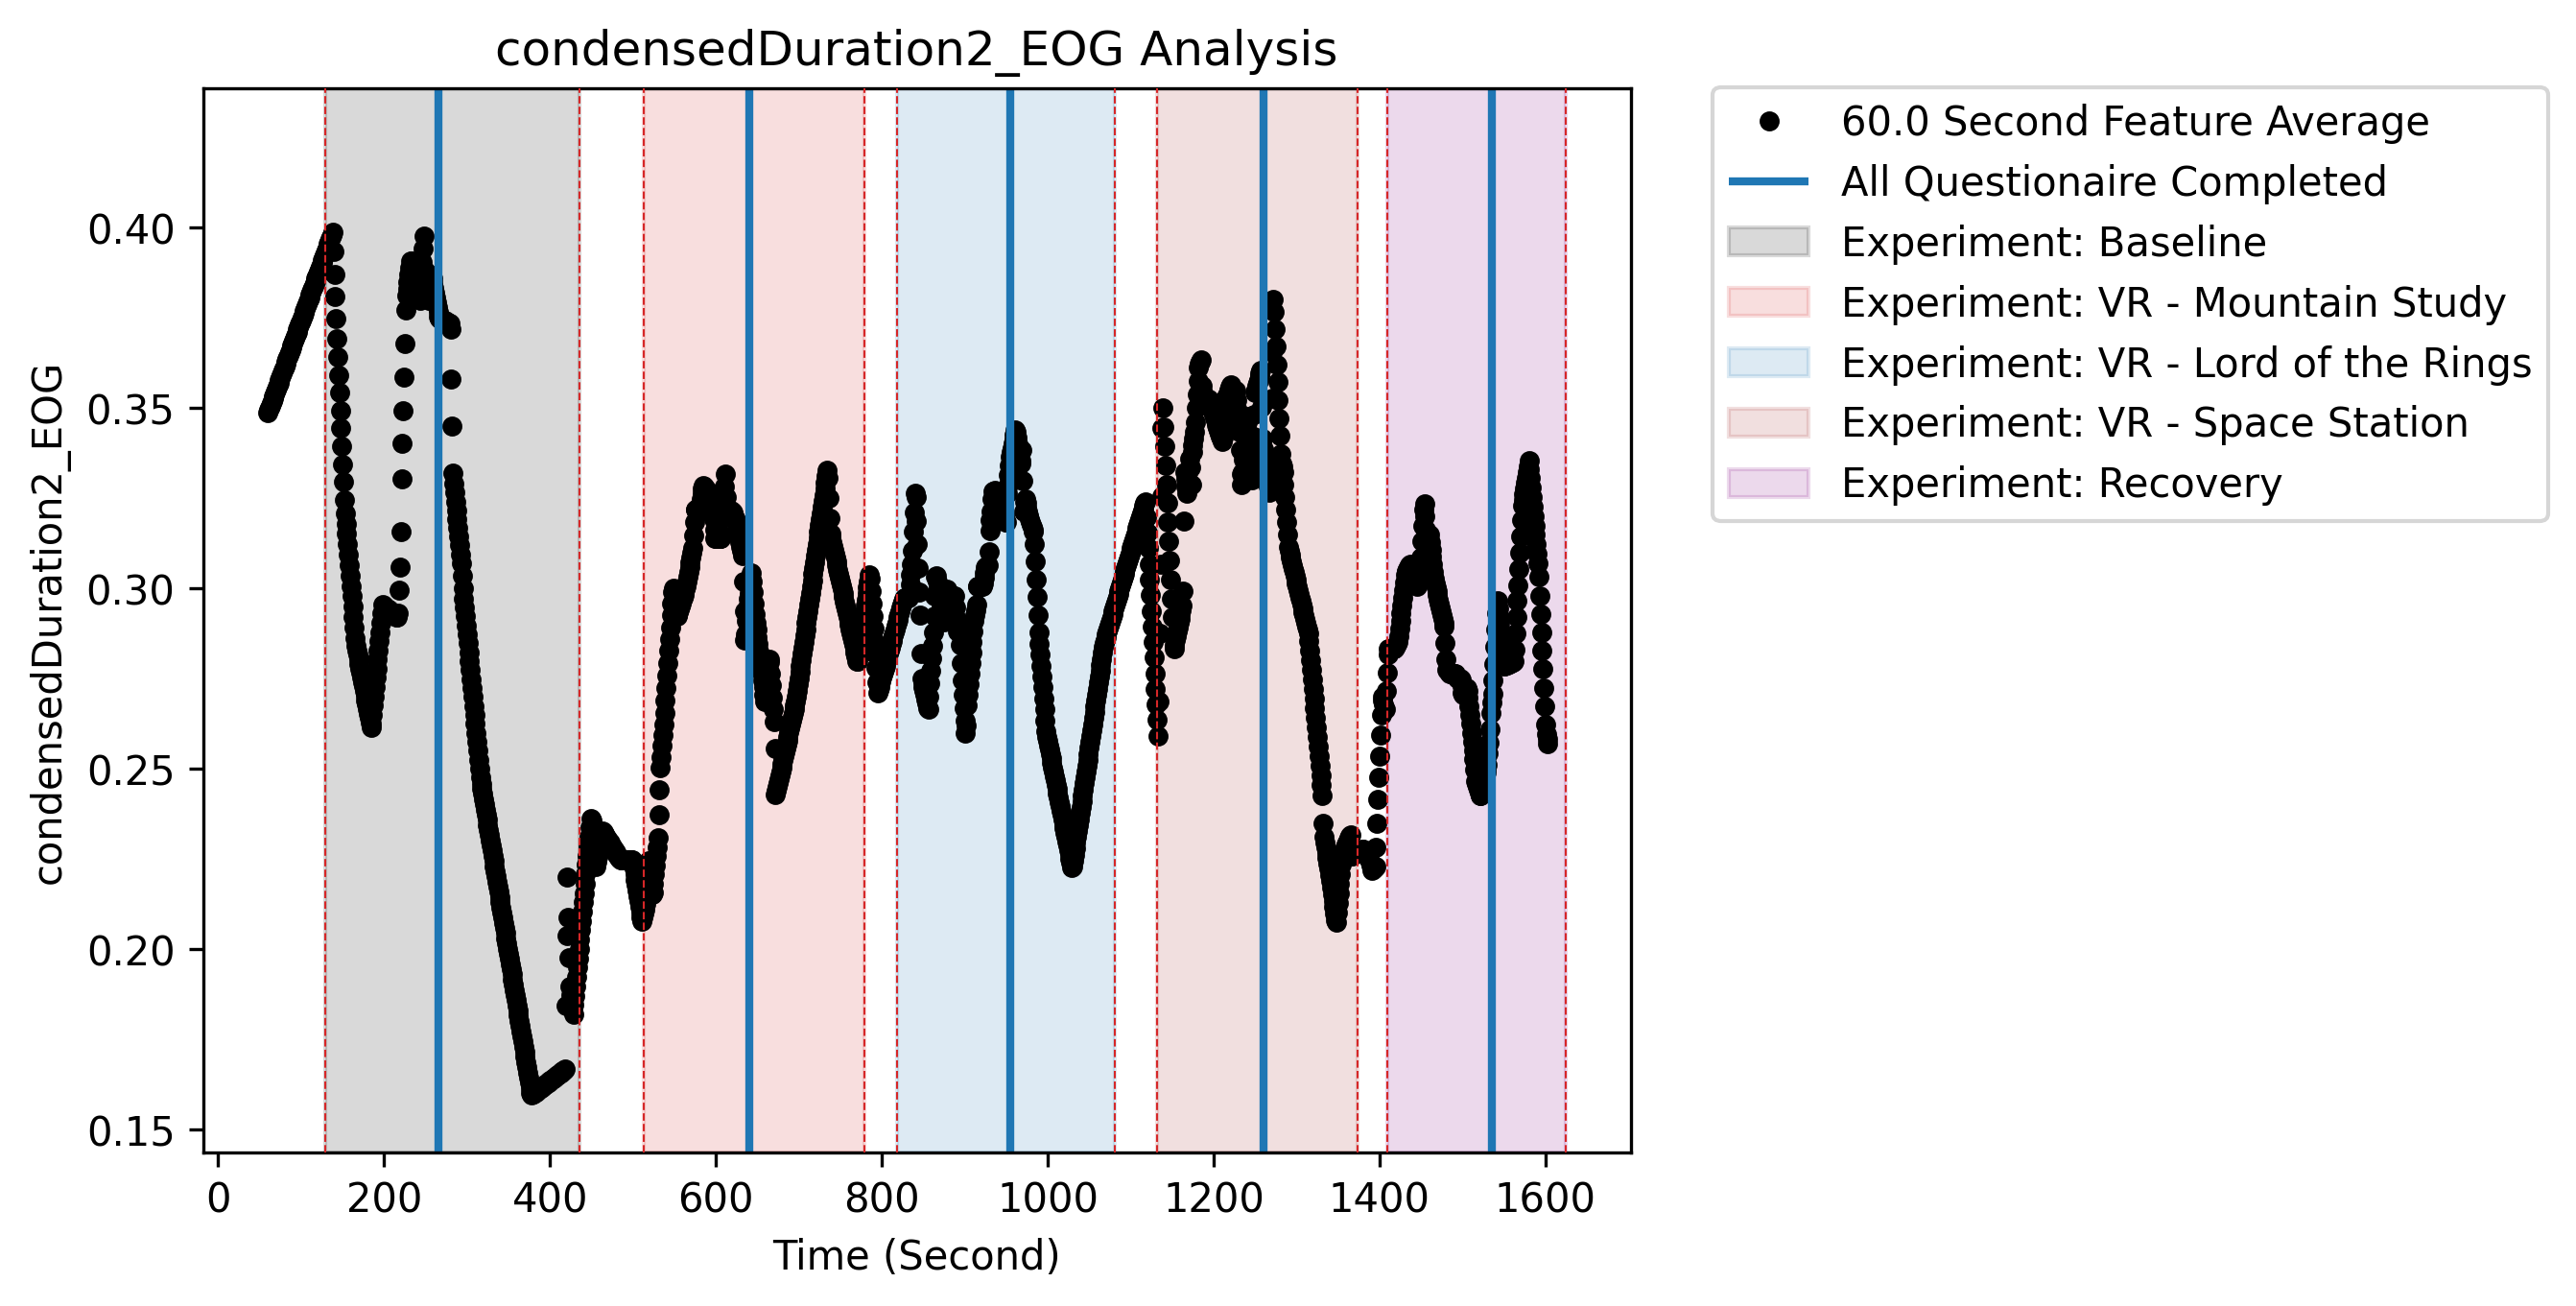 condensedDuration2_EOG Analysis
condensedDuration2_EOG
0.40
0.35
0.30
0.25
0.20
0.15
0 200 400 600 800 1000 1200 1400 1600
Time (Second)
60.0 Second Feature Average
All Questionaire Completed
Experiment: Baseline
Experiment: VR - Mountain Study
Experiment: VR - Lord of the Rings
Experiment: VR - Space Station
Experiment: Recovery